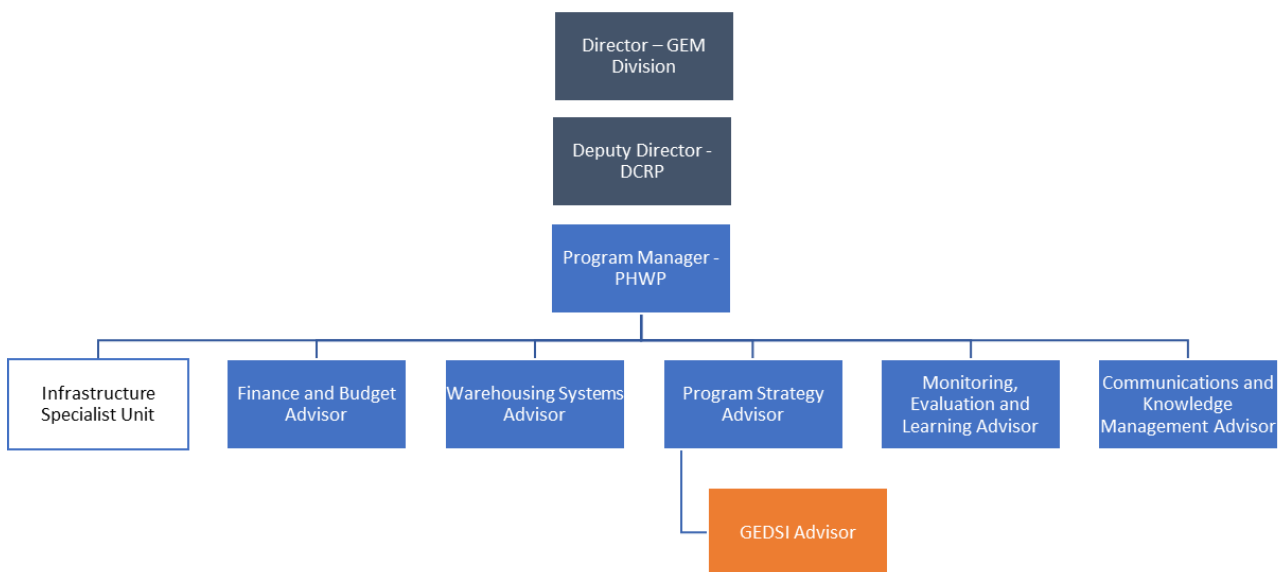 Director – GEM
Division
Deputy Director -
DCRP
Program Manager -
PHWP
Infrastructure
Specialist Unit
Finance and Budget
Advisor
Warehousing Systems
Advisor
Program Strategy
Advisor
Monitoring,
Evaluation and
Learning Advisor
Communications and
Knowledge
Management Advisor
GEDSI Advisor